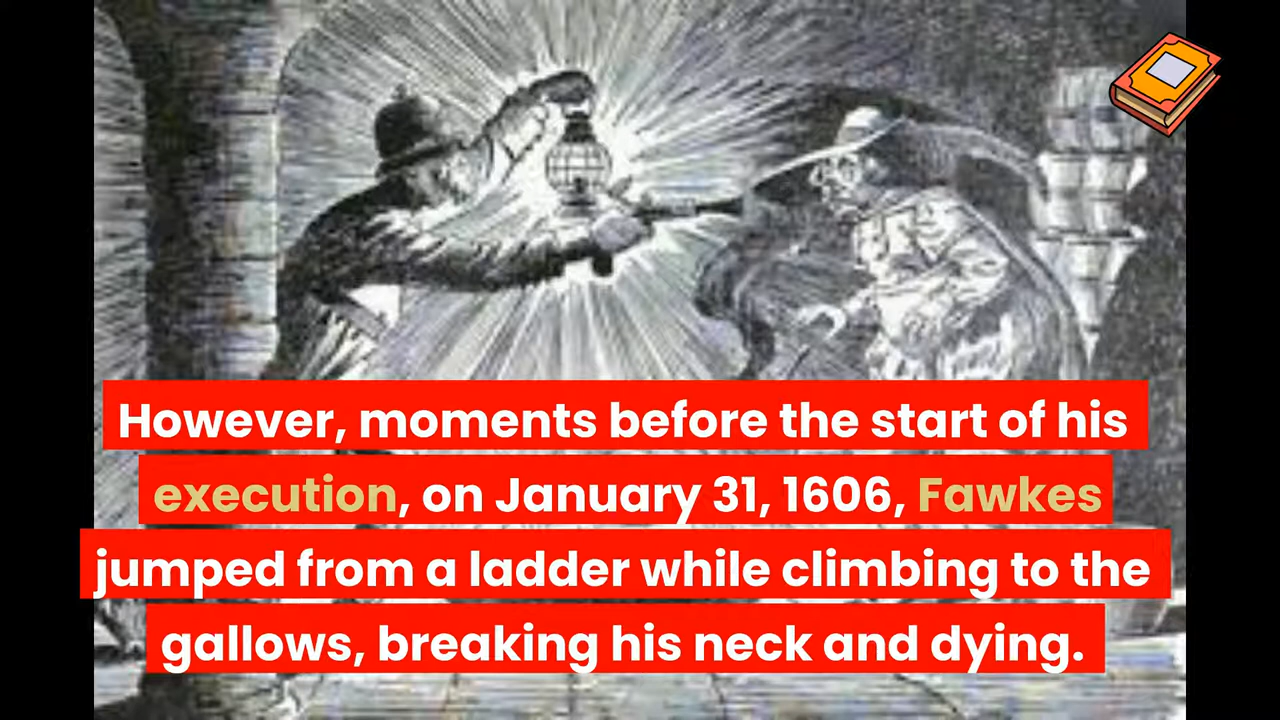 However, moments before the start of his
execution, on January 31, 1606, Fawkes
jumped from a ladder while climbing to the
gallows, breaking his neck and dying.